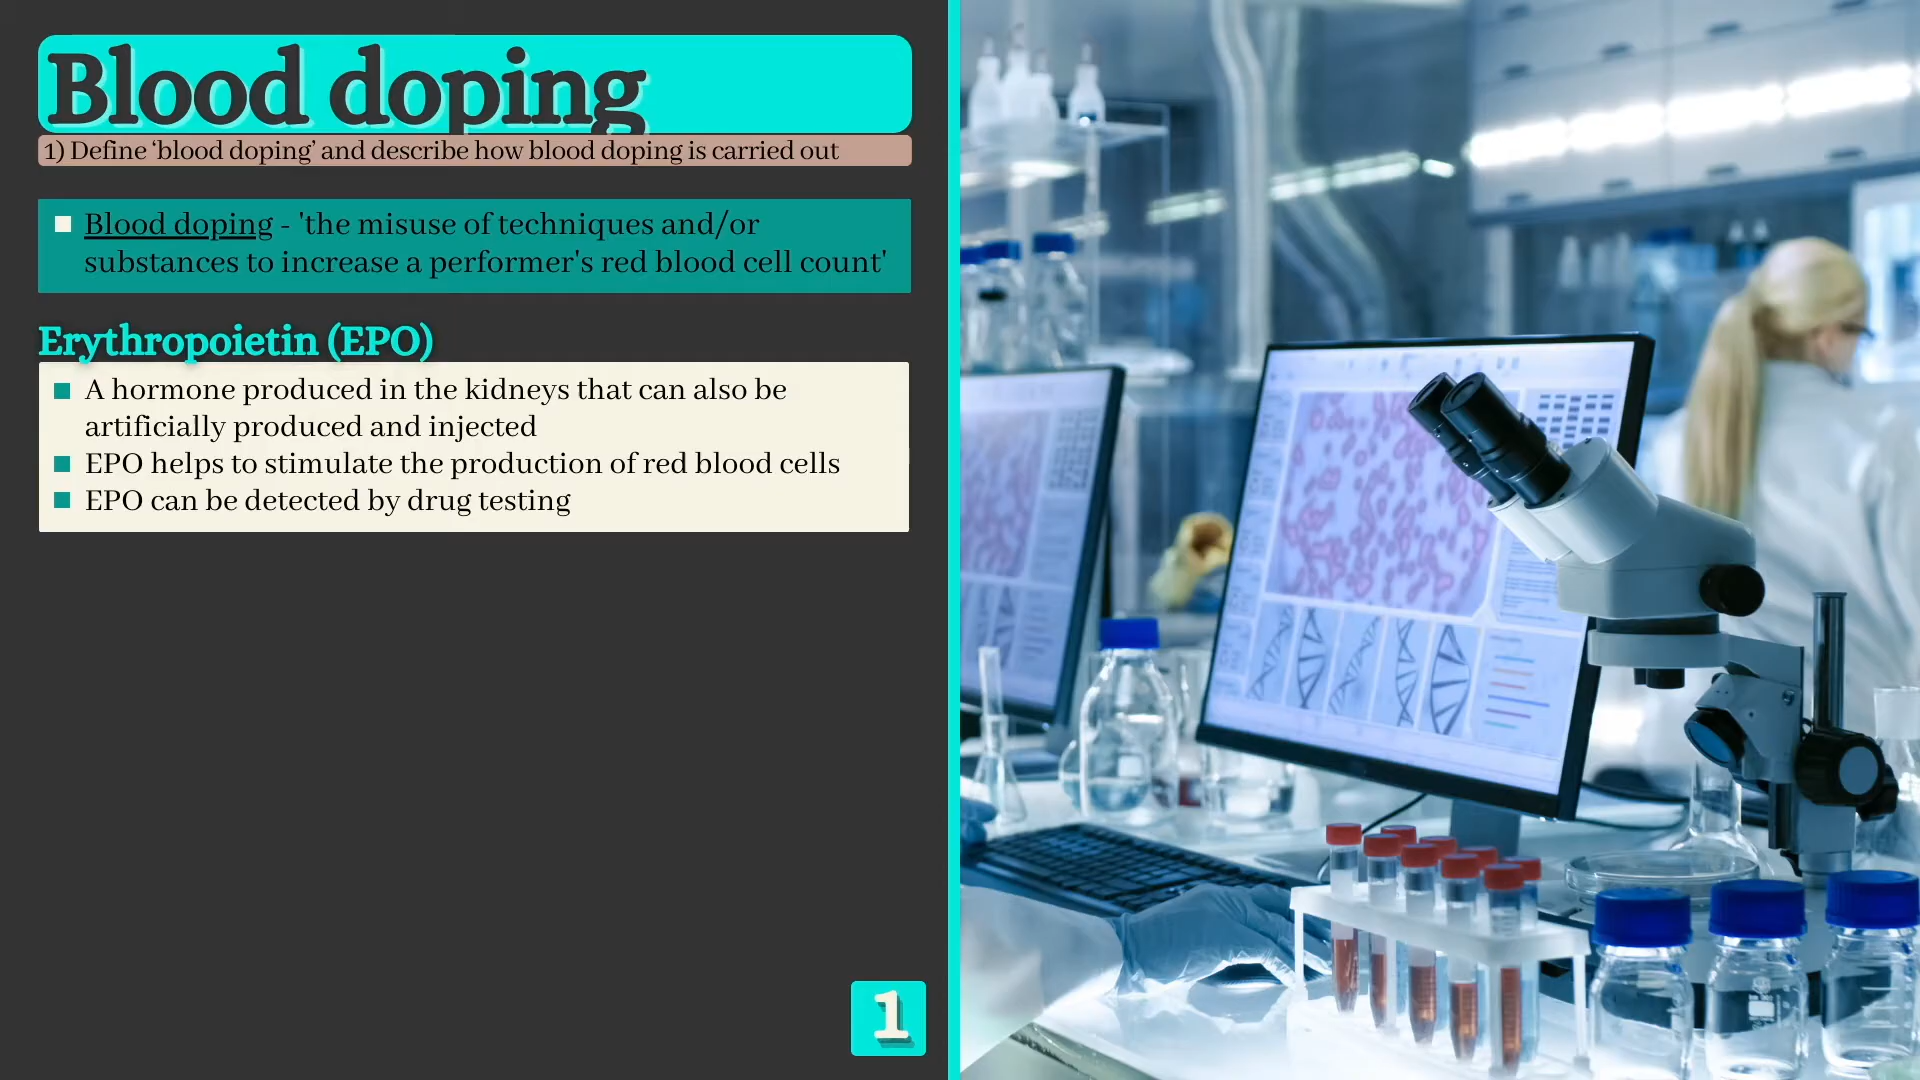 Blood doping
1) Define ‘blood doping’ and describe how blood doping is carried out
Blood doping - 'the misuse of techniques and/or
substances to increase a performer's red blood cell count'
Erythropoietin (EPO)
A hormone produced in the kidneys that can also be
artificially produced and injected
EPO helps to stimulate the production of red blood cells
EPO can be detected by drug testing
1